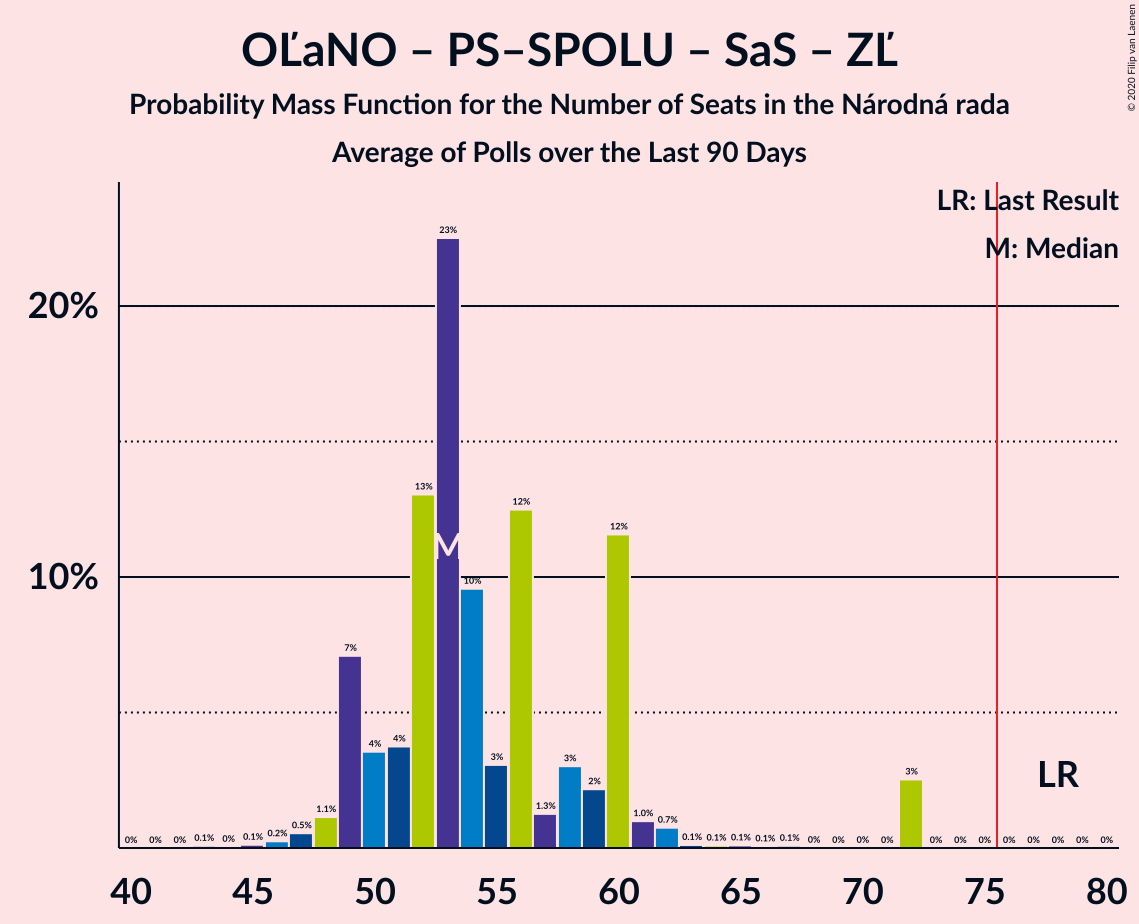 OĽaNO – PS–SPOLU – SaS – ZĽ
Probability Mass Function for the Number of Seats in the Národná rada
Average of Polls over the Last 90 Days
© 2020 Filip van Laenen
LR: Last Result
M: Median
20%
10%
0% 0% 0% 0.1% 0% 0.1% 0.2% 0.5% 1.1% 7% 4% 4% 13% 23% 10% 3% 12% 1.3% 3% 2% 12% 1.0% 0.7% 0.1% 0.1% 0.1% 0.1% 0.1% 0% 0% 0% 0% 3% 0% 0% 0% 0% 0% 0% 0% 0%
M
LR
40 45 50 55 60 65 70 75 80